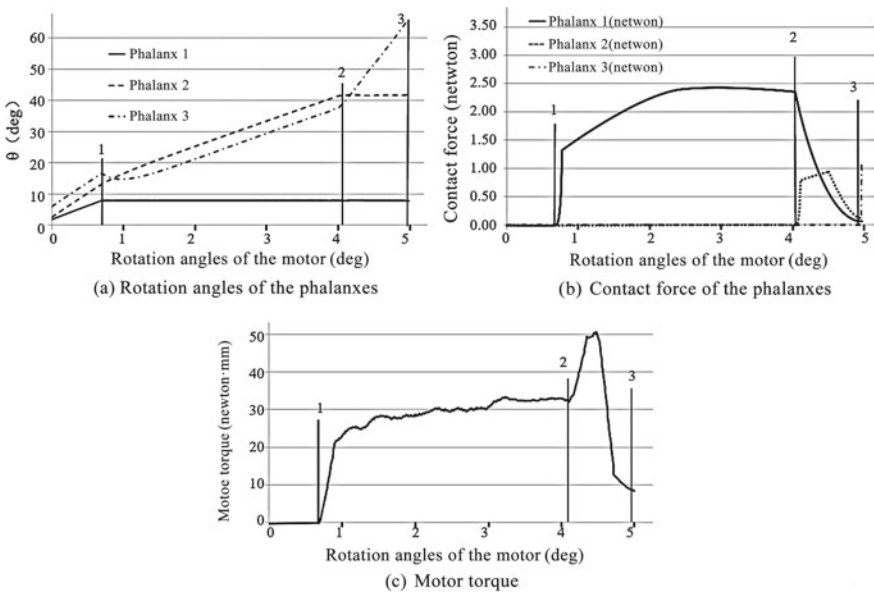 60
50
40
30
20
10
0
θ (deg)
Phalanx 1
Phalanx 2
Phalanx 3
1
2
3
0 1 2 3 4 5
Rotation angles of the motor (deg)
(a) Rotation angles of the phalanxes
3.50
3.00
2.50
2.00
1.50
1.00
0.50
0.00
Contact force (netwton)
Phalanx 1(netwon)
Phalanx 2(netwon)
Phalanx 3(netwon)
1
2
3
0 1 2 3 4 5
Rotation angles of the motor (deg)
(b) Contact force of the phalanxes
50
40
30
20
10
0
Motoe torque (newton·mm)
1
2
3
0 1 2 3 4 5
Rotation angles of the motor (deg)
(c) Motor torque